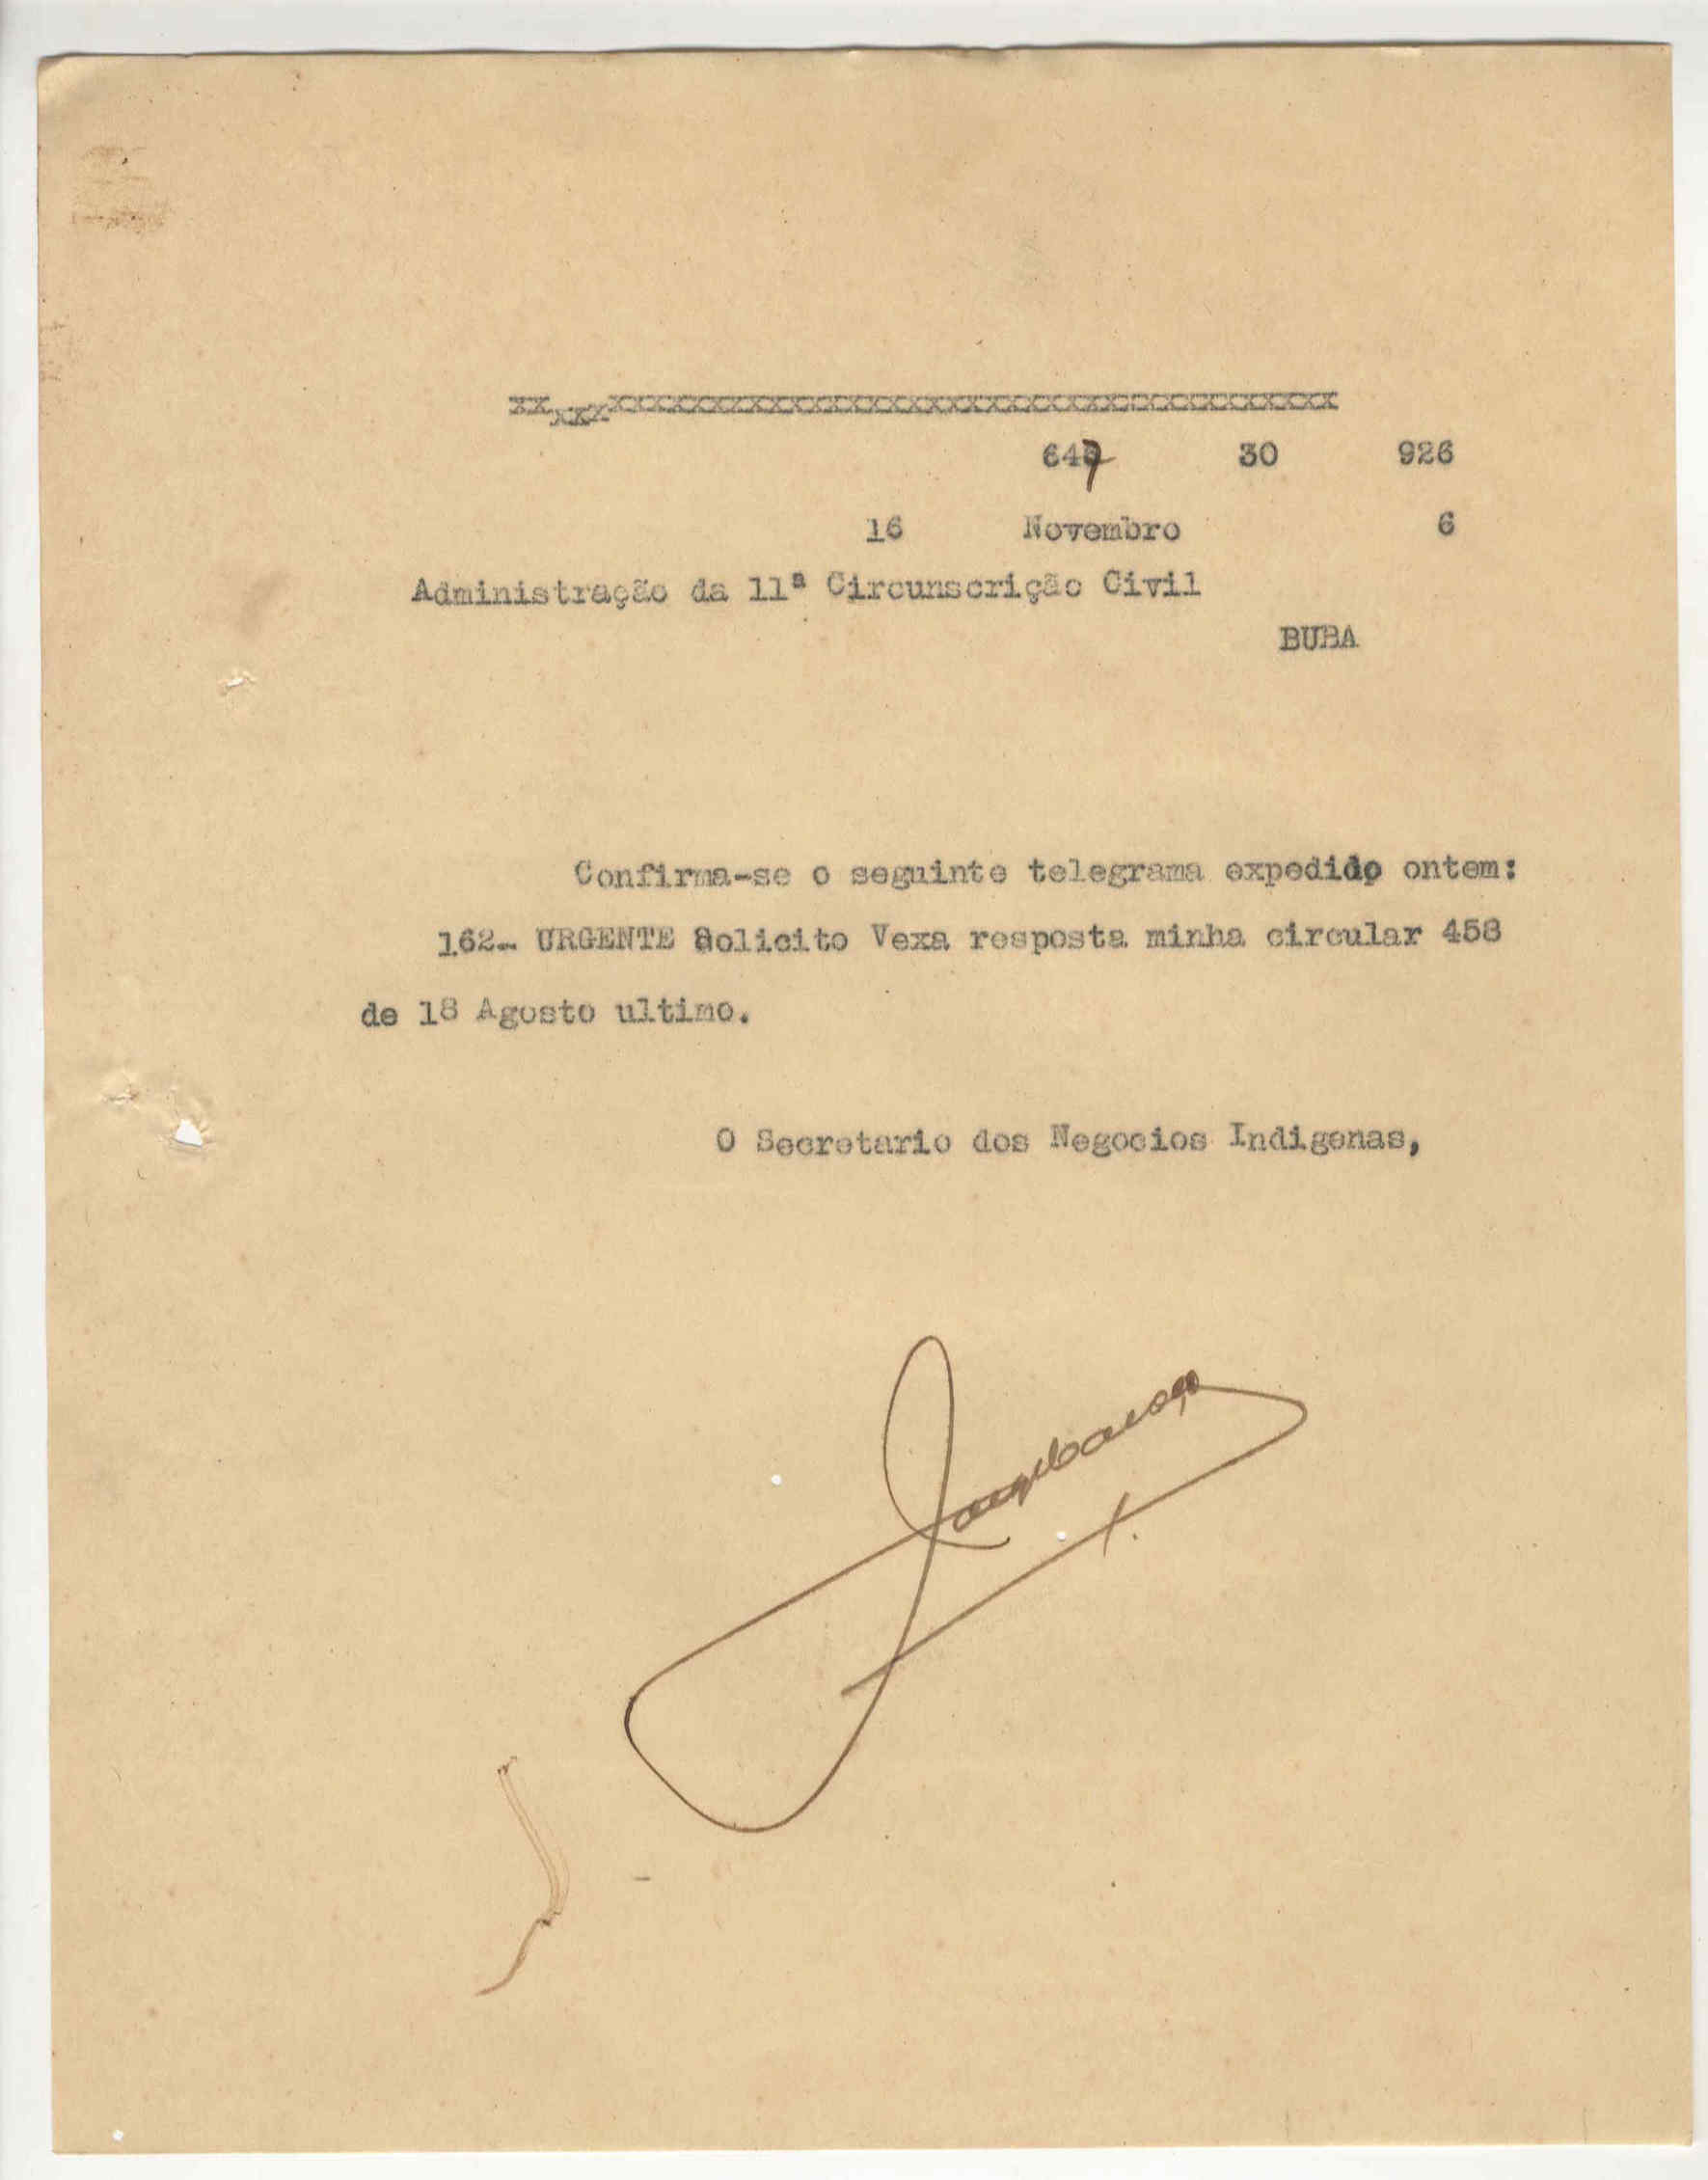 xxxxxxxxxxxxxxxxxxxxxxxxxxxxxxxxxxxxxxxxxx
647 30 926
16 Novembro 6
Administração da 11ª Circunscrição Civil
BUBA
Confirma-se o seguinte telegrama expedido ontem:
162- URGENTE Solicito Vexa resposta minha circular 458
de 18 Agosto ultimo.
O Secretario dos Negocios Indigenas,